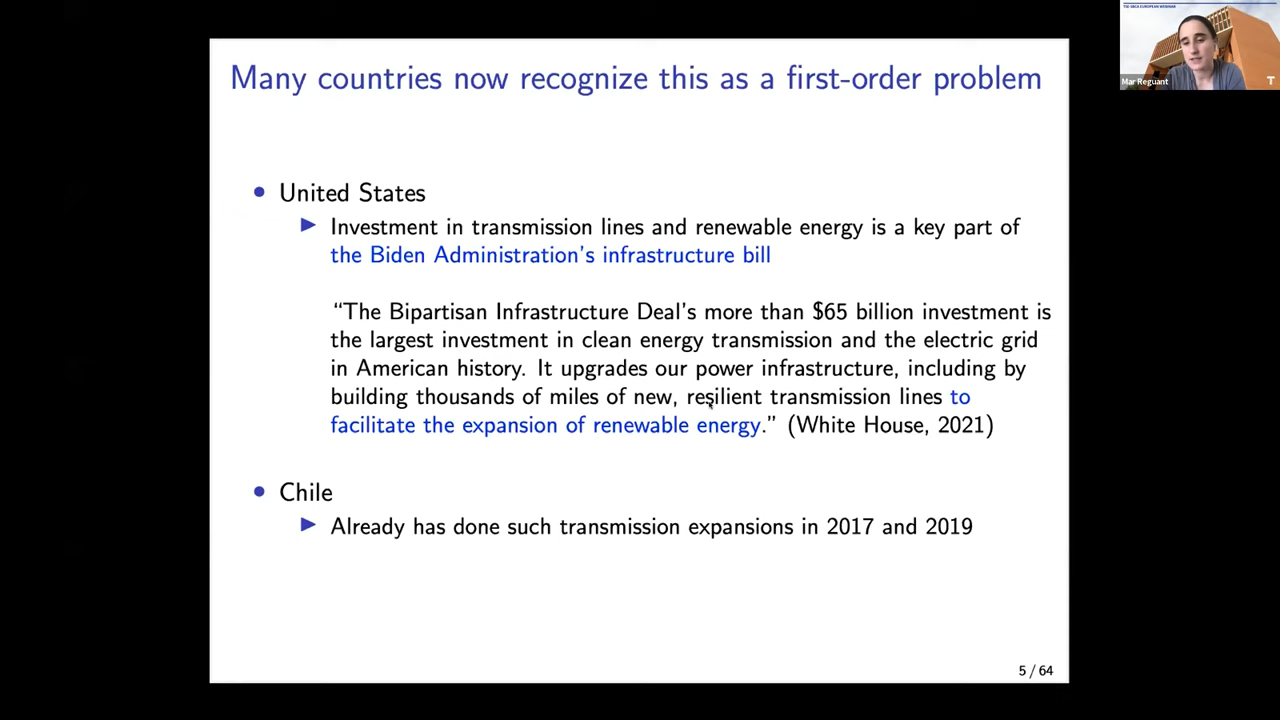 Many countries now recognize this as a first-order problem
TSE GREA EUROPEAN WEBINAR
Mar Reguant
T
• United States
▶ Investment in transmission lines and renewable energy is a key part of
the Biden Administration's infrastructure bill
“The Bipartisan Infrastructure Deal's more than $65 billion investment is
the largest investment in clean energy transmission and the electric grid
in American history. It upgrades our power infrastructure, including by
building thousands of miles of new, resilient transmission lines to
facilitate the expansion of renewable energy.” (White House, 2021)
• Chile
▶ Already has done such transmission expansions in 2017 and 2019
5 / 64